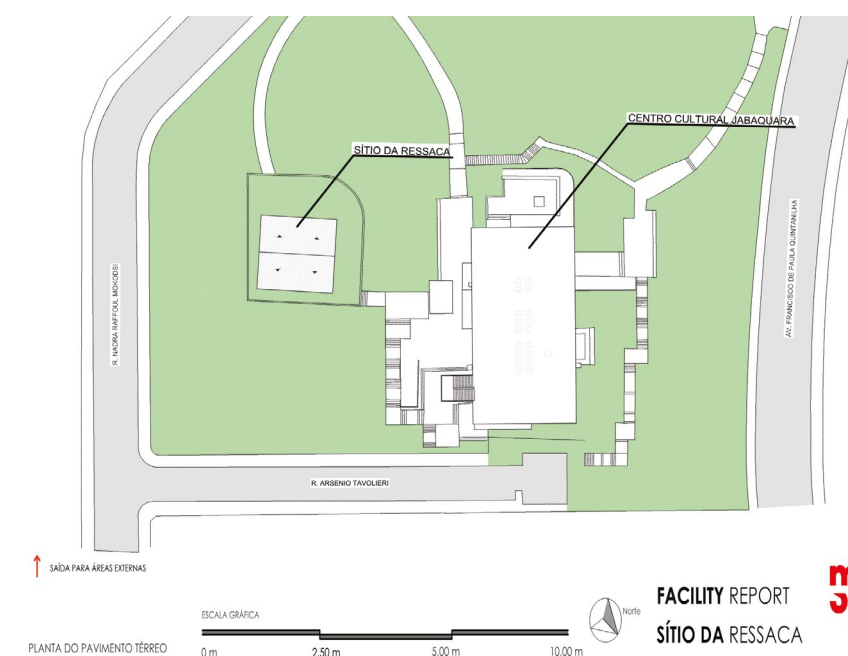 CENTRO CULTURAL JABAQUARA
SÍTIO DA RESSACA
R. NADRA RAFFOUL MOKODSI
AV. FRANCISCO DE PAULA QUINTANILHA
R. ARSENIO TAVOLIERI
SAÍDA PARA ÁREAS EXTERNAS
PLANTA DO PAVIMENTO TÉRREO
ESCALA GRÁFICA
0 m 2.50 m 5.00 m 10.00 m
Norte
FACILITY REPORT
SÍTIO DA RESSACA